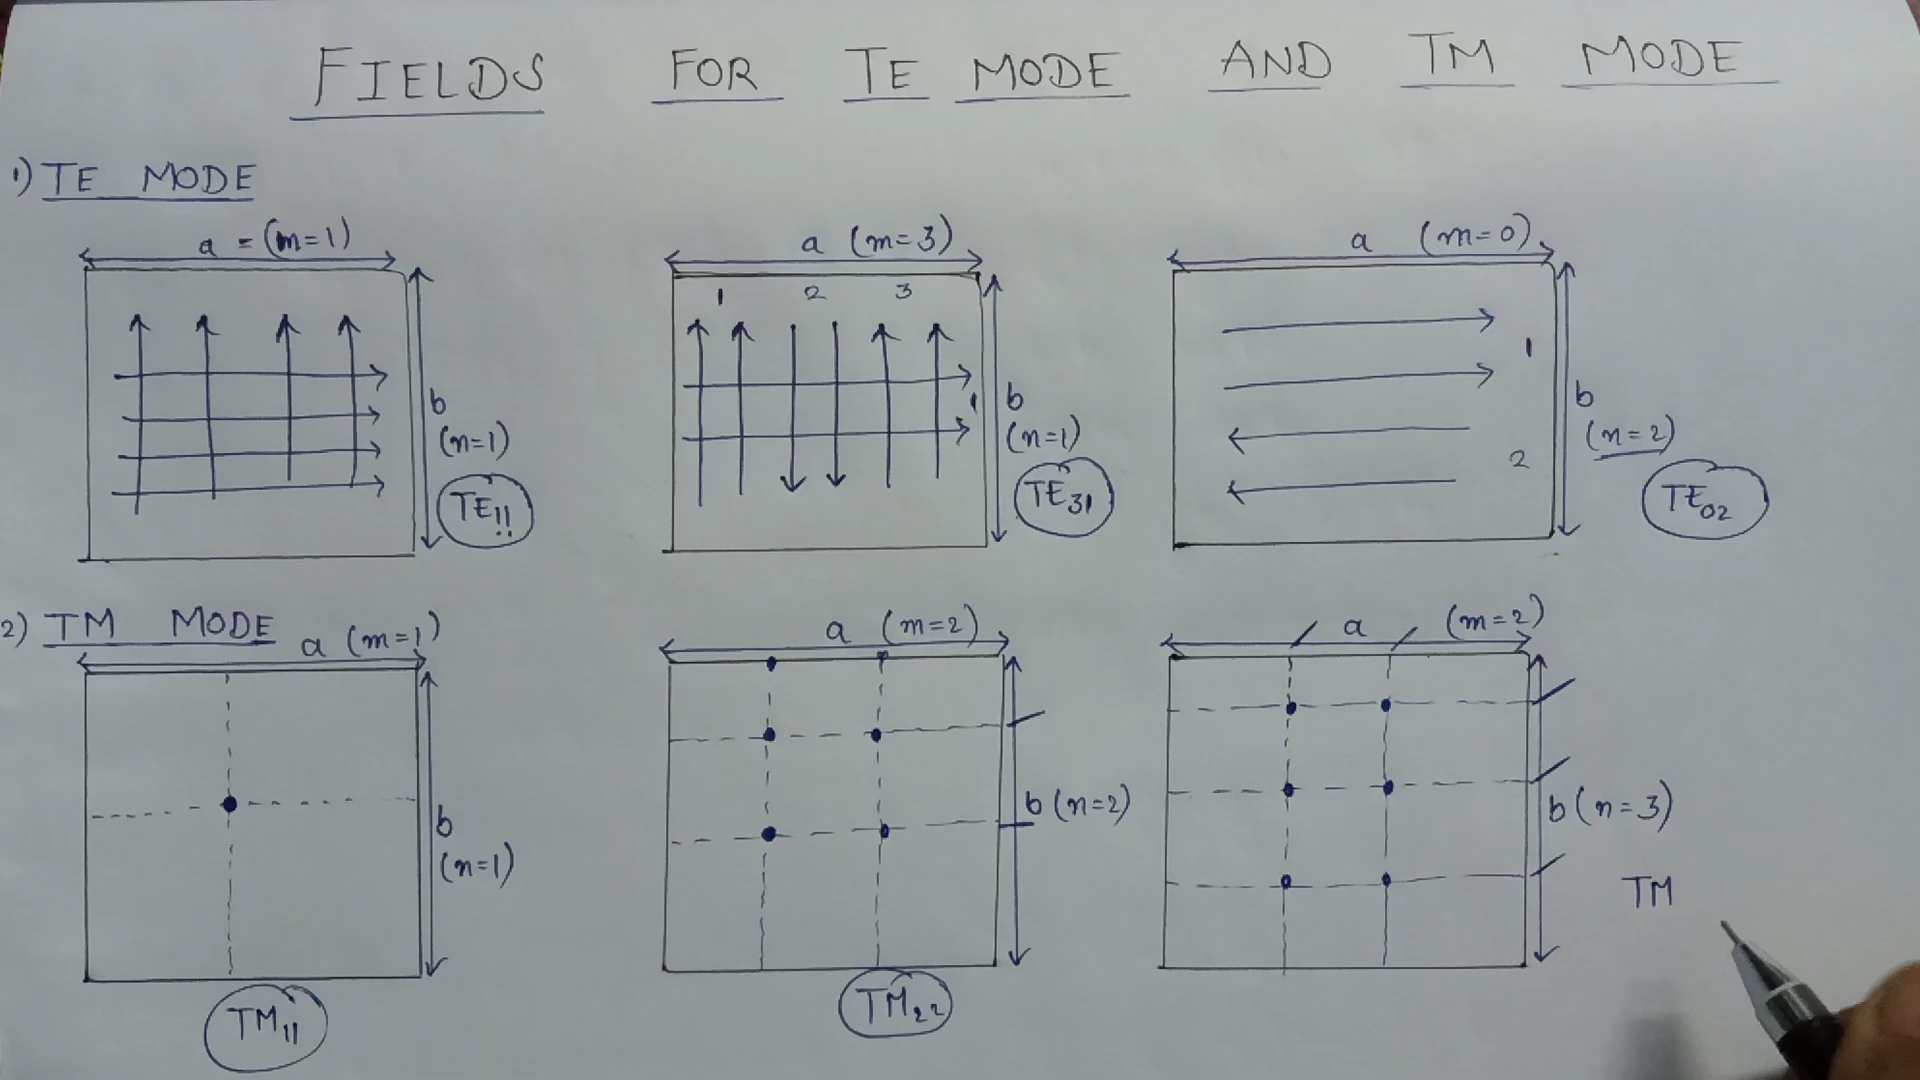 FIELDS FOR TE MODE AND TM MODE
1) TE MODE
a = (m=1)
b
(n=1)
TE11
a (m=3)
1 2 3
1
b
(n=1)
TE31
a (m=0)
1
2
b
(n=2)
TE02
2) TM MODE
a (m=1)
b
(n=1)
TM11
a (m=2)
b (n=2)
TM22
a (m=2)
b (n=3)
TM